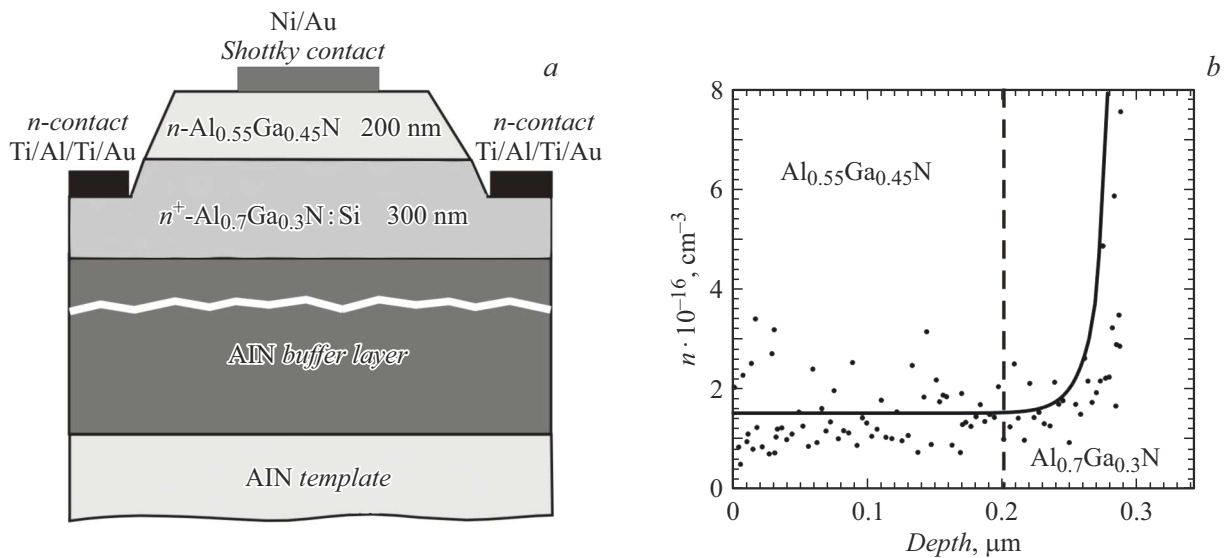 Ni/Au
Shottky contact
a
n-Al0.55Ga0.45N 200 nm
n-contact
Ti/Al/Ti/Au
n-contact
Ti/Al/Ti/Au
n⁺-Al0.7Ga0.3N : Si 300 nm
AlN buffer layer
AlN template
b
8
6
4
2
0
n · 10⁻¹⁶, cm⁻³
Al0.55Ga0.45N
Al0.7Ga0.3N
0
0.1
0.2
0.3
Depth, μm